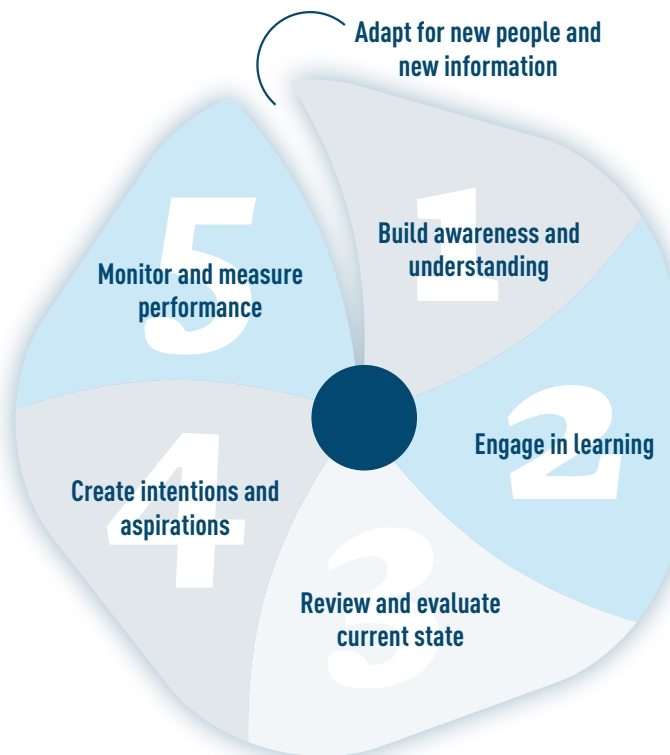 Adapt for new people and
new information
1
Build awareness and
understanding
2
Engage in learning
3
Review and evaluate
current state
4
Create intentions and
aspirations
5
Monitor and measure
performance